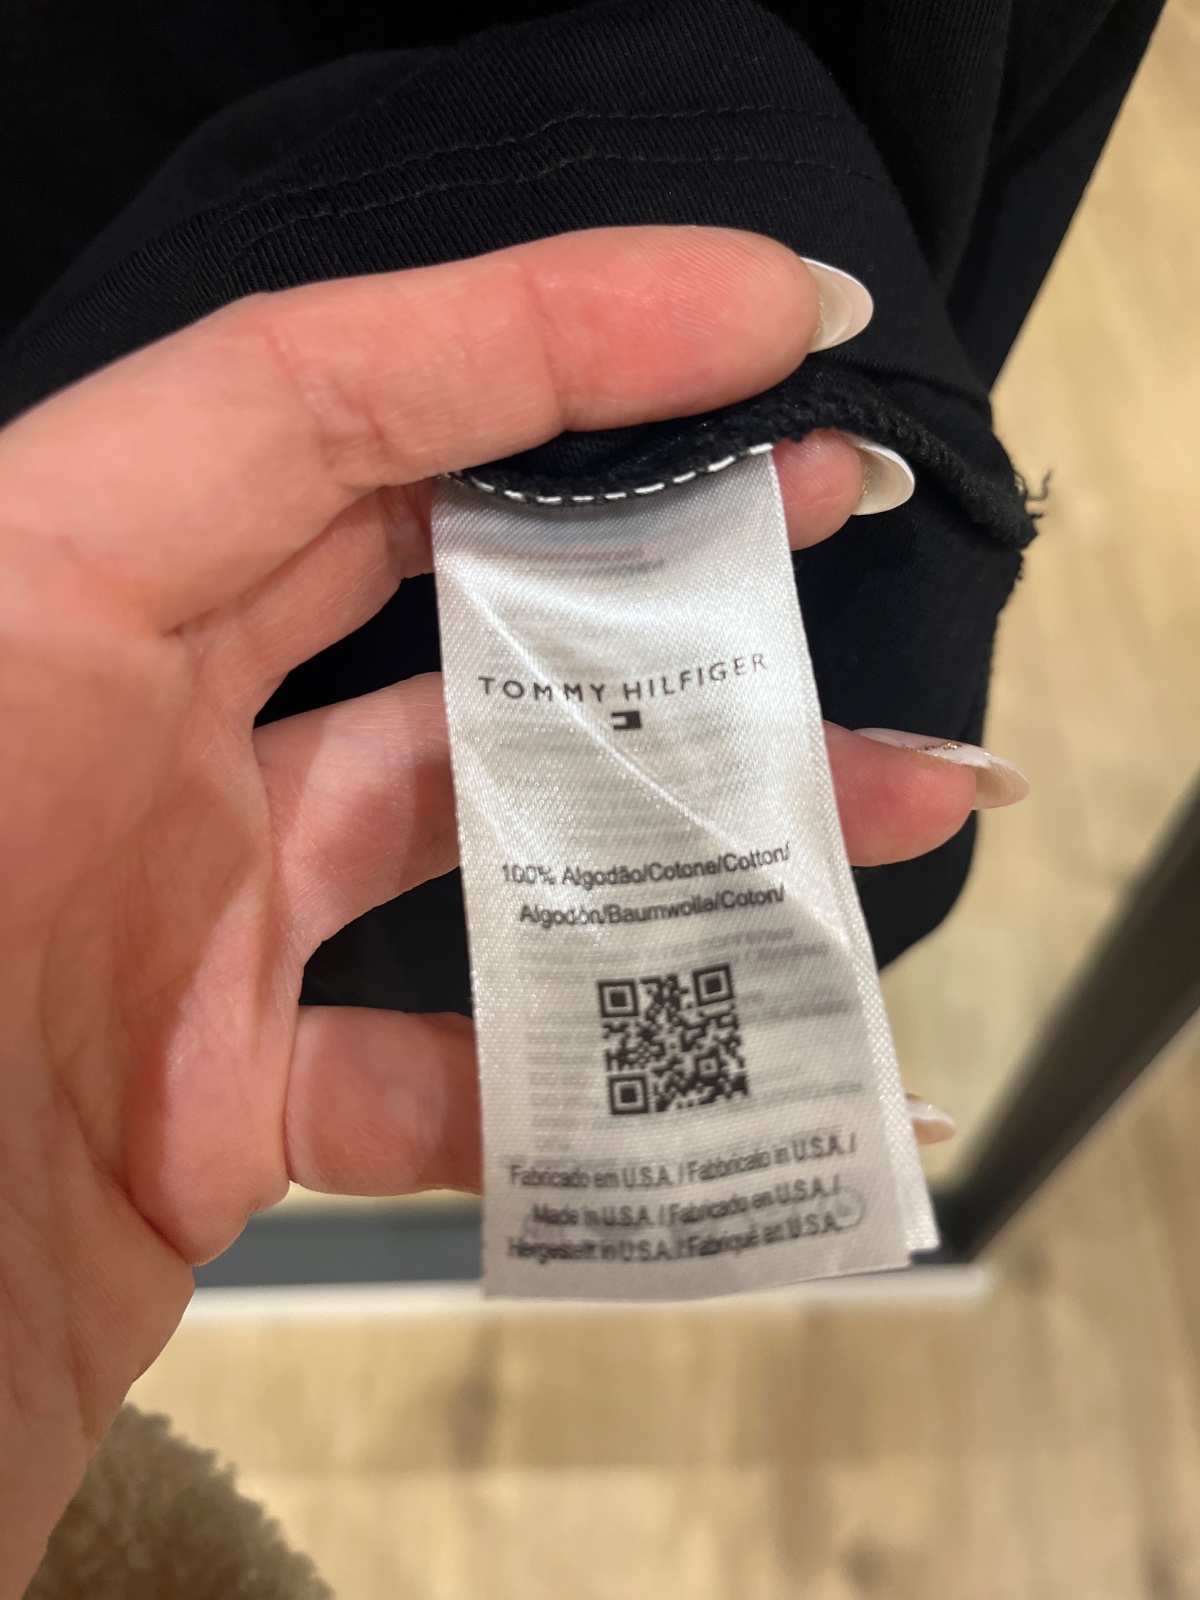 TOMMY HILFIGER
100% Algodão/Cotone/Cotton/
Algodón/Baumwolle/Coton/
Fabricado em U.S.A. / Fabbricato in U.S.A. /
Made in U.S.A. / Fabricado en U.S.A. /
Hergestellt in U.S.A. / Fabriqué en U.S.A.